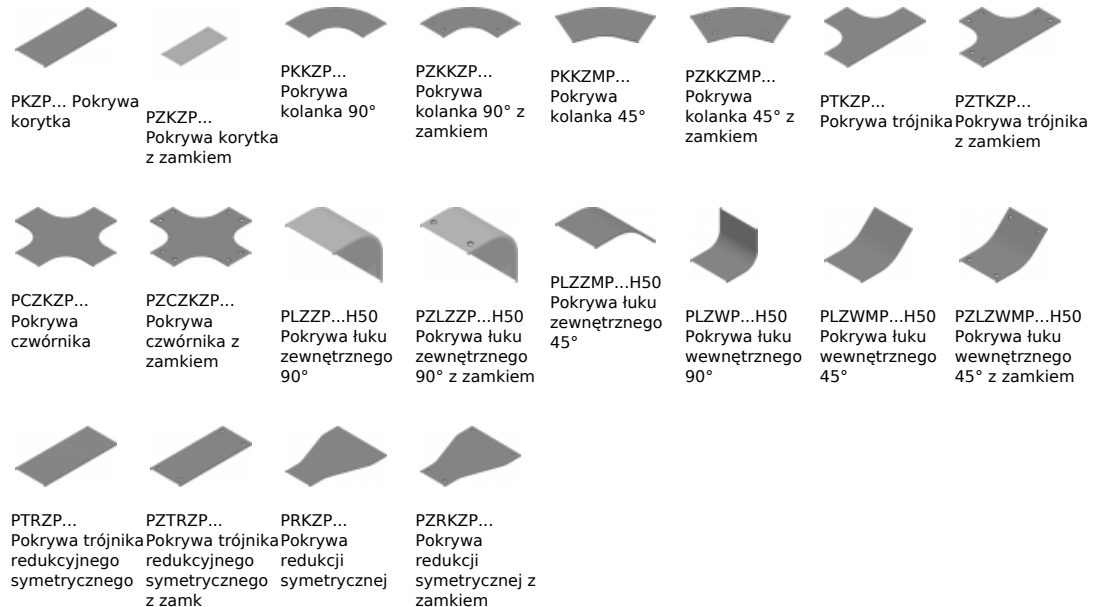 PKZP... Pokrywa
korytka
PZKZP...
Pokrywa korytka
z zamkiem
PKKZP...
Pokrywa
kolanka 90°
PZKKZP...
Pokrywa
kolanka 90° z
zamkiem
PKKZMP...
Pokrywa
kolanka 45°
PZKKZMP...
Pokrywa
kolanka 45° z
zamkiem
PTKZP...
Pokrywa trójnika
PZTKZP...
Pokrywa trójnika
z zamkiem
PCZKZP...
Pokrywa
czwórnika
PZCZKZP...
Pokrywa
czwórnika z
zamkiem
PLZZP...H50
Pokrywa łuku
zewnętrznego
90°
PZLZZP...H50
Pokrywa łuku
zewnętrznego
90° z zamkiem
PLZZMP...H50
Pokrywa łuku
zewnętrznego
45°
PLZWP...H50
Pokrywa łuku
wewnętrznego
90°
PLZWMP...H50
Pokrywa łuku
wewnętrznego
45°
PZLZWMP...H50
Pokrywa łuku
wewnętrznego
45° z zamkiem
PTRZP...
Pokrywa trójnika
redukcyjnego
symetrycznego
PZTRZP...
Pokrywa trójnika
redukcyjnego
symetrycznego
z zamk
PRKZP...
Pokrywa
redukcji
symetrycznej
PZRKZP...
Pokrywa
redukcji
symetrycznej z
zamkiem